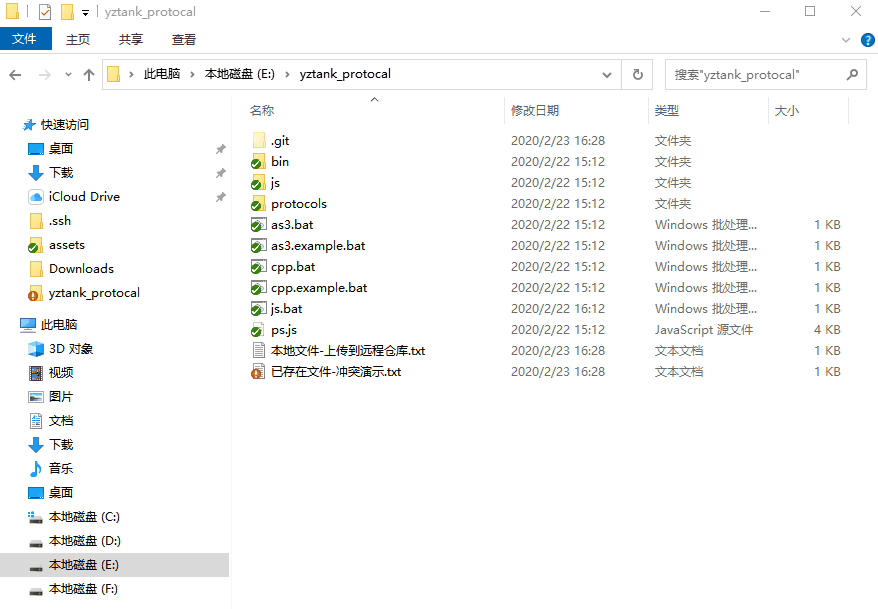 yztank_protocal
文件 主页 共享 查看
此电脑 本地磁盘 (E:) yztank_protocal 搜索"yztank_protocal"
名称 修改日期 类型 大小
快速访问
桌面
下载
iCloud Drive
.ssh
assets
Downloads
yztank_protocal
此电脑
3D 对象
视频
图片
文档
下载
音乐
桌面
本地磁盘 (C:)
本地磁盘 (D:)
本地磁盘 (E:)
本地磁盘 (F:)
.git 2020/2/23 16:28 文件夹
bin 2020/2/22 15:12 文件夹
js 2020/2/22 15:12 文件夹
protocols 2020/2/22 15:12 文件夹
as3.bat 2020/2/22 15:12 Windows 批处理... 1 KB
as3.example.bat 2020/2/22 15:12 Windows 批处理... 1 KB
cpp.bat 2020/2/22 15:12 Windows 批处理... 1 KB
cpp.example.bat 2020/2/22 15:12 Windows 批处理... 1 KB
js.bat 2020/2/22 16:12 Windows 批处理... 1 KB
ps.js 2020/2/22 15:12 JavaScript 源文件 4 KB
本地文件-上传到远程仓库.txt 2020/2/23 16:28 文本文档 1 KB
已存在文件-冲突演示.txt 2020/2/23 16:28 文本文档 1 KB